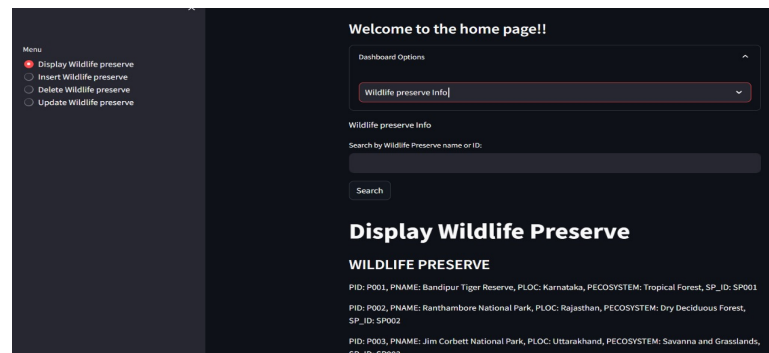 Menu
Display Wildlife preserve
Insert Wildlife preserve
Delete Wildlife preserve
Update Wildlife preserve
Welcome to the home page!!
Dashboard Options
Wildlife preserve Info
Wildlife preserve Info
Search by Wildlife Preserve name or ID:
Search
Display Wildlife Preserve
WILDLIFE PRESERVE
PID: P001, PNAME: Bandipur Tiger Reserve, PLOC: Karnataka, PECOSYSTEM: Tropical Forest, SP_ID: SP001
PID: P002, PNAME: Ranthambore National Park, PLOC: Rajasthan, PECOSYSTEM: Dry Deciduous Forest,
SP_ID: SP002
PID: P003, PNAME: Jim Corbett National Park, PLOC: Uttarakhand, PECOSYSTEM: Savanna and Grasslands,